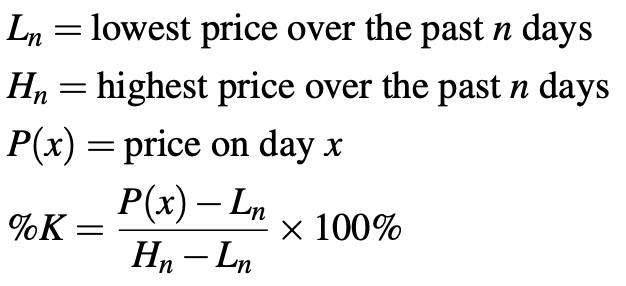 Lₙ = lowest price over the past n days
Hₙ = highest price over the past n days
P(x) = price on day x
%K = (P(x) − Lₙ) / (Hₙ − Lₙ) × 100%